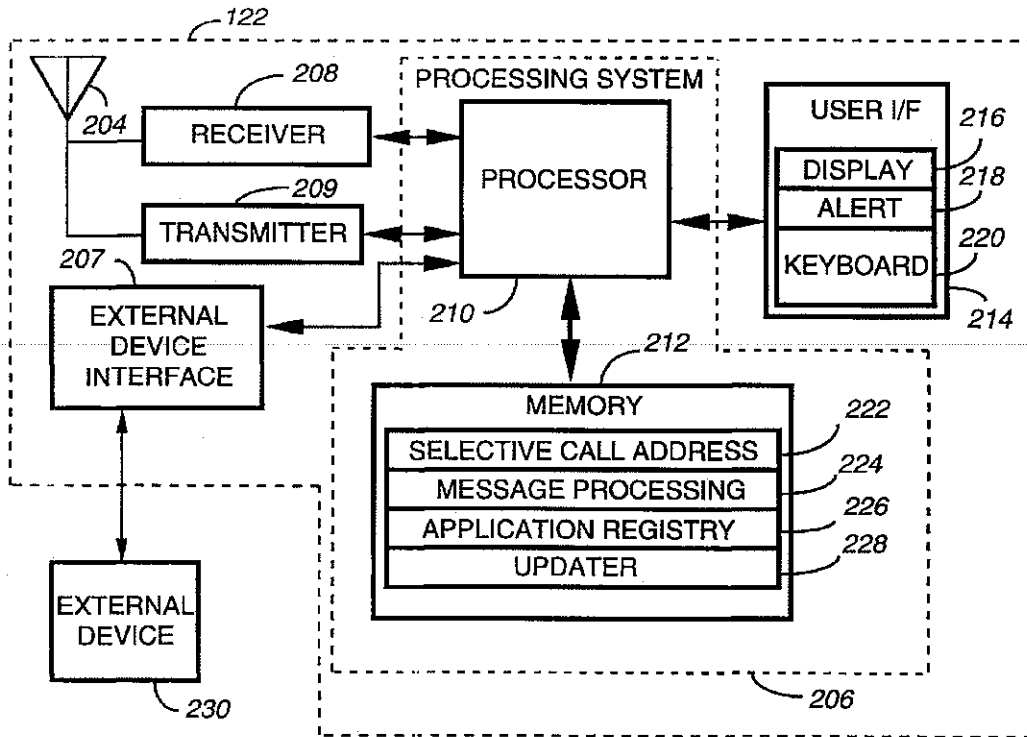 122
204
208
RECEIVER
209
TRANSMITTER
207
EXTERNAL
DEVICE
INTERFACE
EXTERNAL
DEVICE
230
PROCESSING SYSTEM
PROCESSOR
210
USER I/F
DISPLAY
ALERT
KEYBOARD
216
218
220
214
212
MEMORY
SELECTIVE CALL ADDRESS
MESSAGE PROCESSING
APPLICATION REGISTRY
UPDATER
222
224
226
228
206